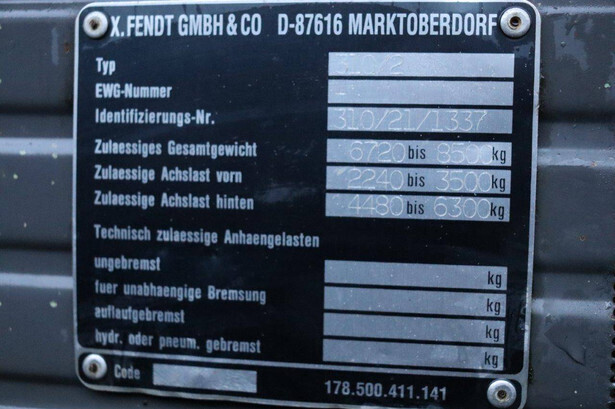 X. FENDT GMBH & CO D-87616 MARKTOBERDORF
Typ 310/2
EWG-Nummer -
Identifizierungs-Nr. 310/21/1337
Zulaessiges Gesamtgewicht 6720 bis 8500 kg
Zulaessige Achslast vorn 2240 bis 3500 kg
Zulaessige Achslast hinten 4480 bis 6300 kg
Technisch zulaessige Anhaengelasten
ungebremst kg
fuer unabhaengige Bremsung kg
auflaufgebremst kg
hydr. oder pneum. gebremst kg
Code 178.500.411.141